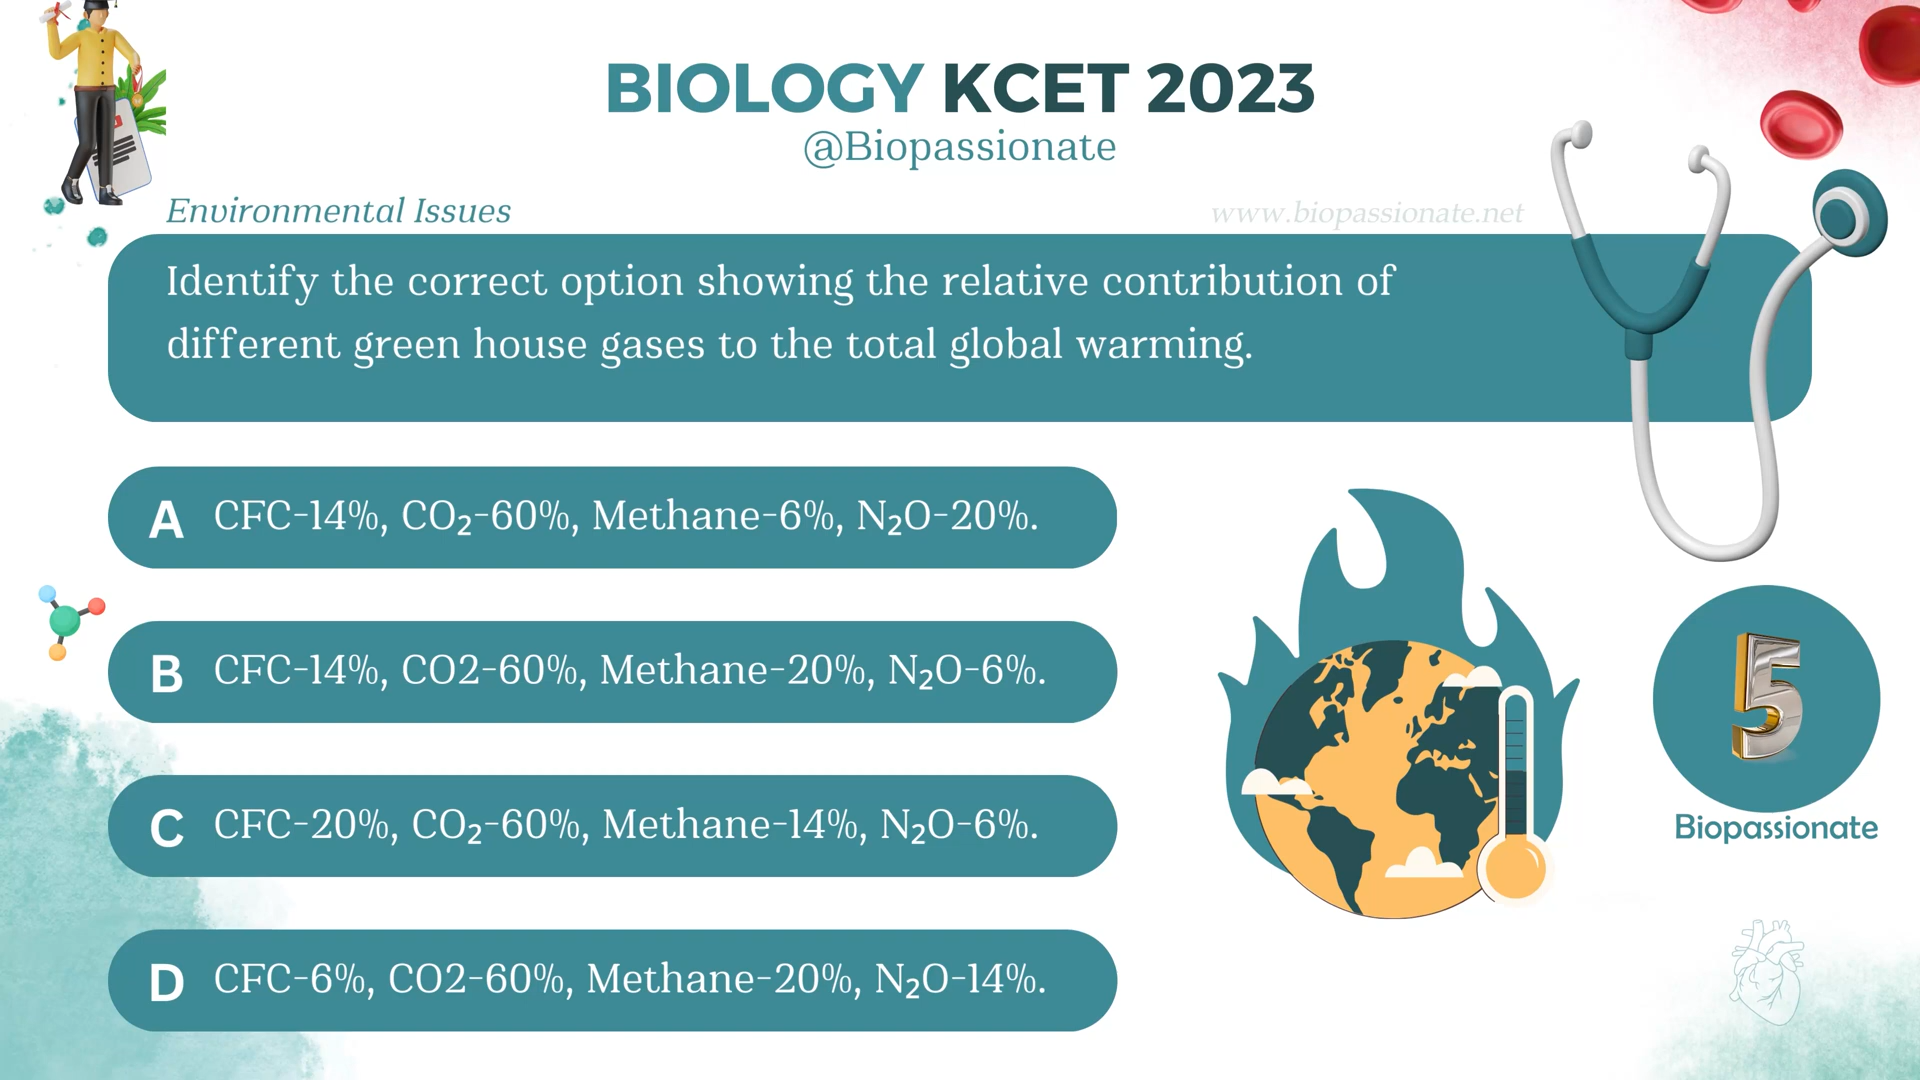 BIOLOGY KCET 2023
@Biopassionate
Environmental Issues
www.biopassionate.net
Identify the correct option showing the relative contribution of
different green house gases to the total global warming.
A CFC-14%, CO₂-60%, Methane-6%, N₂O-20%.
B CFC-14%, CO2-60%, Methane-20%, N₂O-6%.
C CFC-20%, CO₂-60%, Methane-14%, N₂O-6%.
D CFC-6%, CO2-60%, Methane-20%, N₂O-14%.
5
Biopassionate